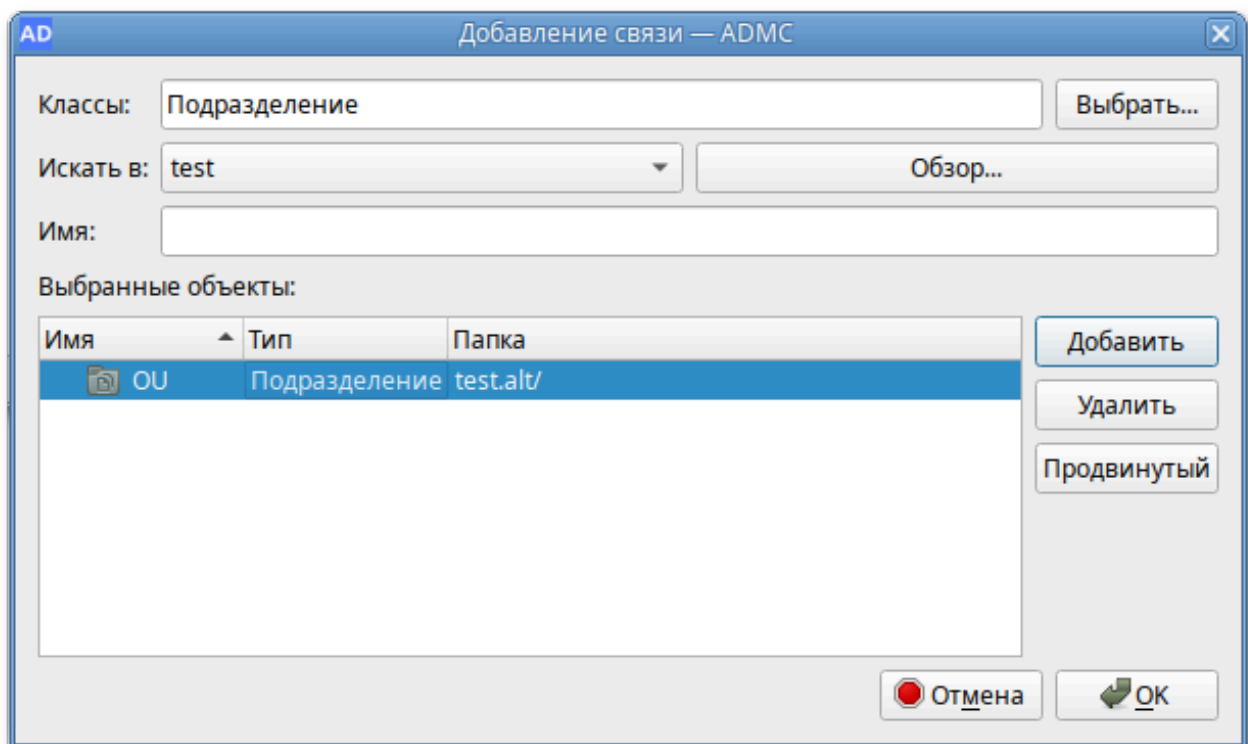 AD Добавление связи — ADMC
Классы: Подразделение Выбрать...
Искать в: test Обзор...
Имя:
Выбранные объекты:
Имя Тип Папка Добавить
OU Подразделение test.alt/
Удалить
Продвинутый
Отмена OK